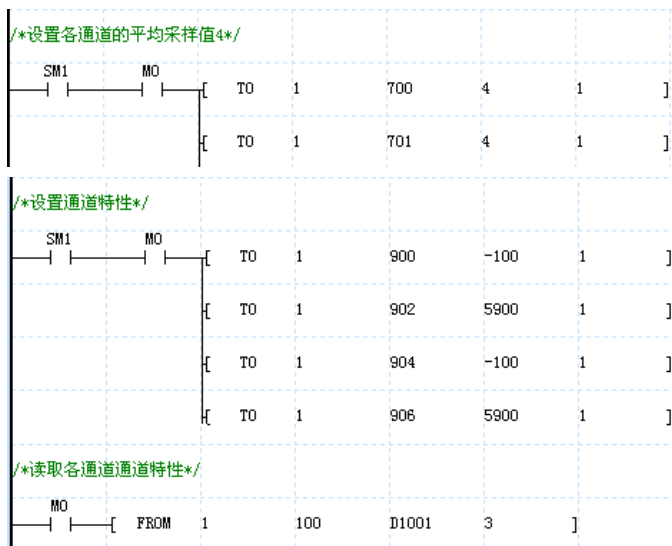 /*设置各通道的平均采样值4*/
SM1 M0
[ TO 1 700 4 1 ]
[ TO 1 701 4 1 ]
/*设置通道特性*/
SM1 M0
[ TO 1 900 -100 1 ]
[ TO 1 902 5900 1 ]
[ TO 1 904 -100 1 ]
[ TO 1 906 5900 1 ]
/*读取各通道通道特性*/
M0
[ FROM 1 100 D1001 3 ]